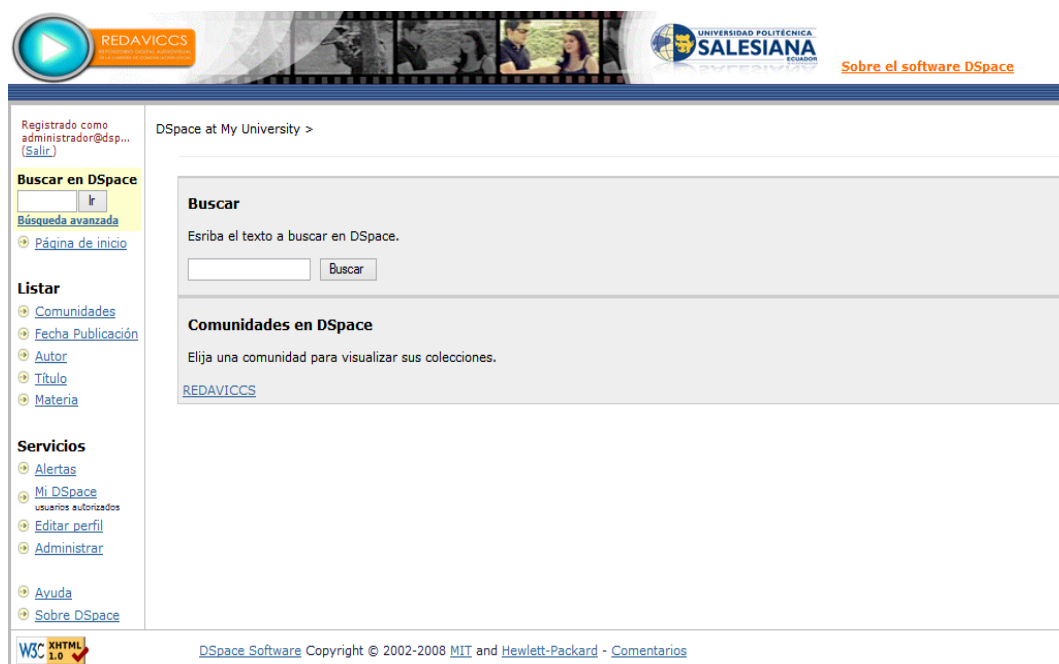 REDAVICCS
UNIVERSIDAD POLITÉCNICA
SALESIANA
ECUADOR
Sobre el software DSpace
Registrado como
administrador@dsp...
(Salir )
DSpace at My University >
Buscar en DSpace
Ir
Búsqueda avanzada
Página de inicio
Listar
Comunidades
Fecha Publicación
Autor
Título
Materia
Servicios
Alertas
Mi DSpace
usuarios autorizados
Editar perfil
Administrar
Ayuda
Sobre DSpace
Buscar
Esriba el texto a buscar en DSpace.
Buscar
Comunidades en DSpace
Elija una comunidad para visualizar sus colecciones.
REDAVICCS
W3C XHTML
1.0
DSpace Software Copyright © 2002-2008 MIT and Hewlett-Packard - Comentarios